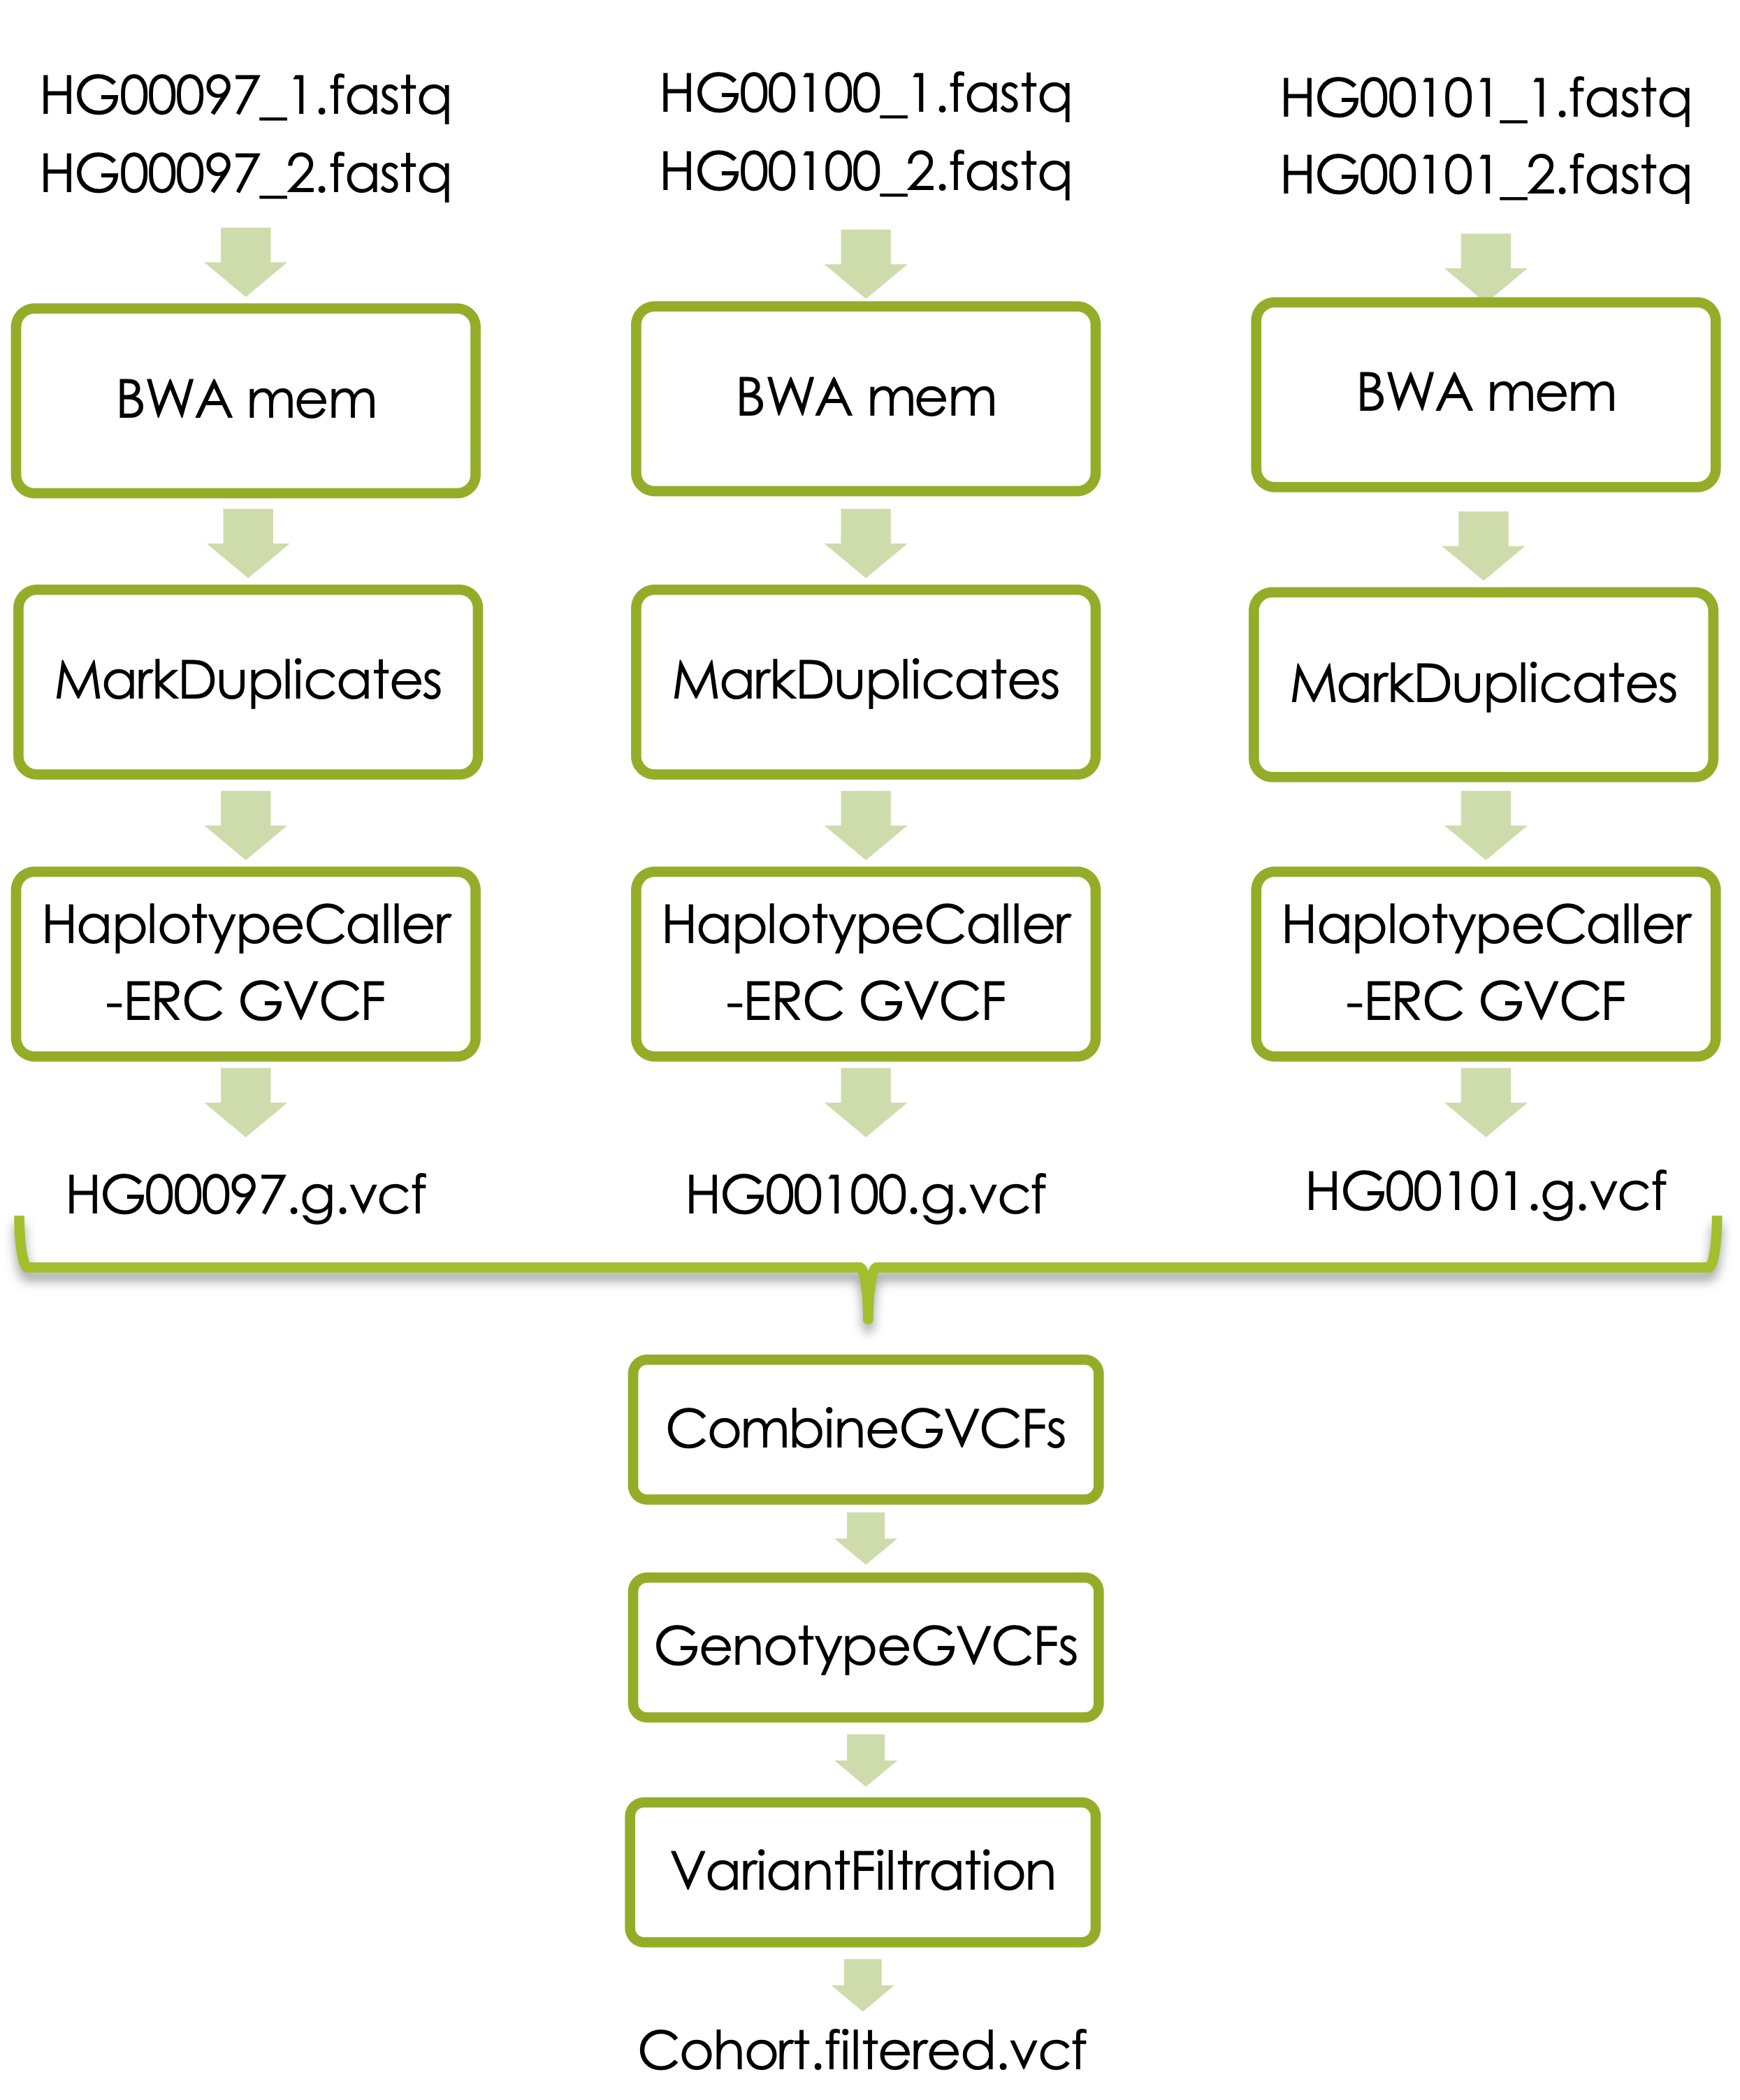 HG00097_1.fastq
HG00097_2.fastq
BWA mem
MarkDuplicates
HaplotypeCaller
-ERC GVCF
HG00097.g.vcf
HG00100_1.fastq
HG00100_2.fastq
BWA mem
MarkDuplicates
HaplotypeCaller
-ERC GVCF
HG00100.g.vcf
HG00101_1.fastq
HG00101_2.fastq
BWA mem
MarkDuplicates
HaplotypeCaller
-ERC GVCF
HG00101.g.vcf
CombineGVCFs
GenotypeGVCFs
VariantFiltration
Cohort.filtered.vcf